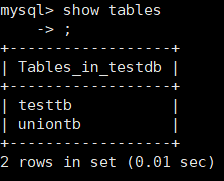 mysql> show tables
    -> ;
+------------------+
| Tables_in_testdb |
+------------------+
| testtb           |
| uniontb          |
+------------------+
2 rows in set (0.01 sec)